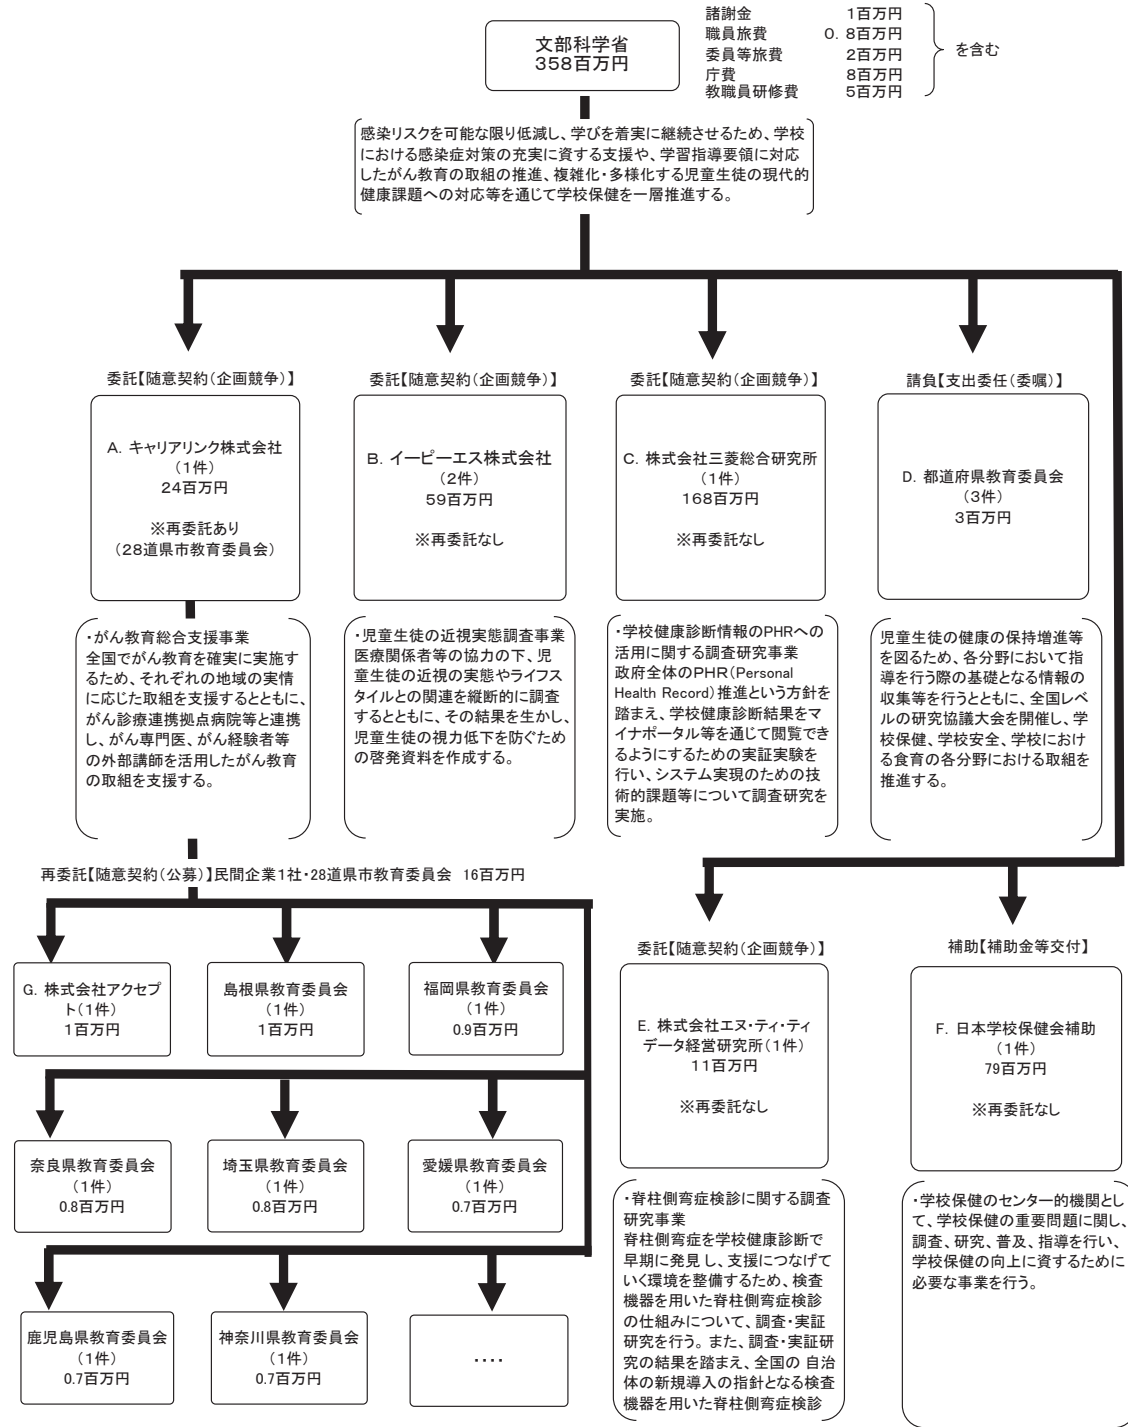 文部科学省
358百万円
諸謝金 1百万円
職員旅費 0.8百万円
委員等旅費 2百万円
庁費 8百万円
教職員研修費 5百万円
を含む
感染リスクを可能な限り低減し、学びを着実に継続させるため、学校
における感染症対策の充実に資する支援や、学習指導要領に対応
したがん教育の取組の推進、複雑化・多様化する児童生徒の現代的
健康課題への対応等を通じて学校保健を一層推進する。
委託【随意契約(企画競争)】
A. キャリアリンク株式会社
(1件)
24百万円
※再委託あり
(28道県市教育委員会)
・がん教育総合支援事業
全国でがん教育を確実に実施す
るため、それぞれの地域の実情
に応じた取組を支援するとともに、
がん診療連携拠点病院等と連携
し、がん専門医、がん経験者等
の外部講師を活用したがん教育
の取組を支援する。
委託【随意契約(企画競争)】
B. イーピーエス株式会社
(2件)
59百万円
※再委託なし
・児童生徒の近視実態調査事業
医療関係者等の協力の下、児
童生徒の近視の実態やライフス
タイルとの関連を縦断的に調査
するとともに、その結果を生かし、
児童生徒の視力低下を防ぐため
の啓発資料を作成する。
委託【随意契約(企画競争)】
C. 株式会社三菱総合研究所
(1件)
168百万円
※再委託なし
・学校健康診断情報のPHRへの
活用に関する調査研究事業
政府全体のPHR(Personal
Health Record)推進という方針を
踏まえ、学校健康診断結果をマ
イナポータル等を通じて閲覧でき
るようにするための実証実験を
行い、システム実現のための技
術的課題等について調査研究を
実施。
請負【支出委任(委嘱)】
D. 都道府県教育委員会
(3件)
3百万円
児童生徒の健康の保持増進等
を図るため、各分野において指
導を行う際の基礎となる情報の
収集等を行うとともに、全国レベ
ルの研究協議大会を開催し、学
校保健、学校安全、学校におけ
る食育の各分野における取組を
推進する。
再委託【随意契約(公募)】民間企業1社・28道県市教育委員会 16百万円
G. 株式会社アクセプ
ト(1件)
1百万円
島根県教育委員会
(1件)
1百万円
福岡県教育委員会
(1件)
0.9百万円
奈良県教育委員会
(1件)
0.8百万円
埼玉県教育委員会
(1件)
0.8百万円
愛媛県教育委員会
(1件)
0.7百万円
鹿児島県教育委員会
(1件)
0.7百万円
神奈川県教育委員会
(1件)
0.7百万円
‥‥
委託【随意契約(企画競争)】
E. 株式会社エヌ・ティ・ティ
データ経営研究所(1件)
11百万円
※再委託なし
・脊柱側弯症検診に関する調査
研究事業
脊柱側弯症を学校健康診断で
早期に発見し、支援につなげて
いく環境を整備するため、検査
機器を用いた脊柱側弯症検診
の仕組みについて、調査・実証
研究を行う。また、調査・実証研
究の結果を踏まえ、全国の 自治
体の新規導入の指針となる検査
機器を用いた脊柱側弯症検診
補助【補助金等交付】
F. 日本学校保健会補助
(1件)
79百万円
※再委託なし
・学校保健のセンター的機関とし
て、学校保健の重要問題に関し、
調査、研究、普及、指導を行い、
学校保健の向上に資するために
必要な事業を行う。